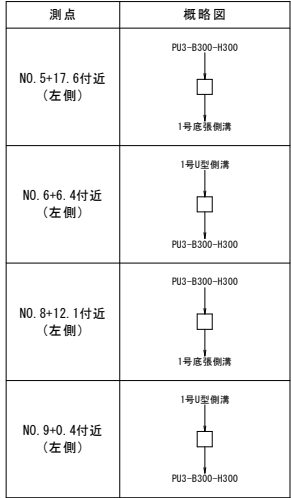 測点 概略図
PU3-B300-H300
NO.5+17.6付近
(左側)
1号底張側溝
1号U型側溝
NO.6+6.4付近
(左側)
PU3-B300-H300
PU3-B300-H300
NO.8+12.1付近
(左側)
1号底張側溝
1号U型側溝
NO.9+0.4付近
(左側)
PU3-B300-H300